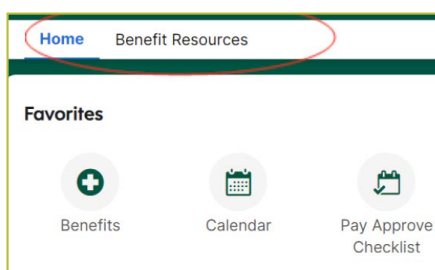 Home Benefit Resources
Favorites
Benefits Calendar Pay Approve
Checklist